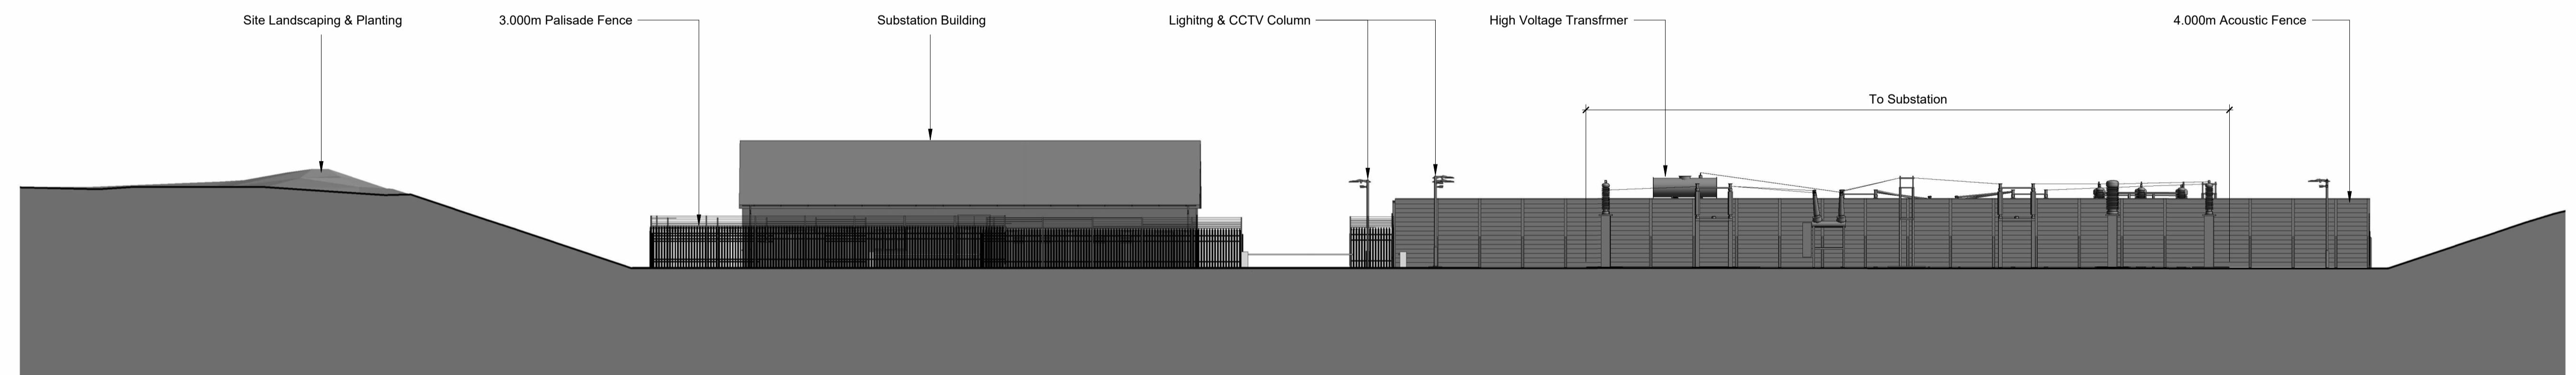 Site Landscaping & Planting
3.000m Palisade Fence
Substation Building
Lighitng & CCTV Column
High Voltage Transfrmer
4.000m Acoustic Fence
To Substation